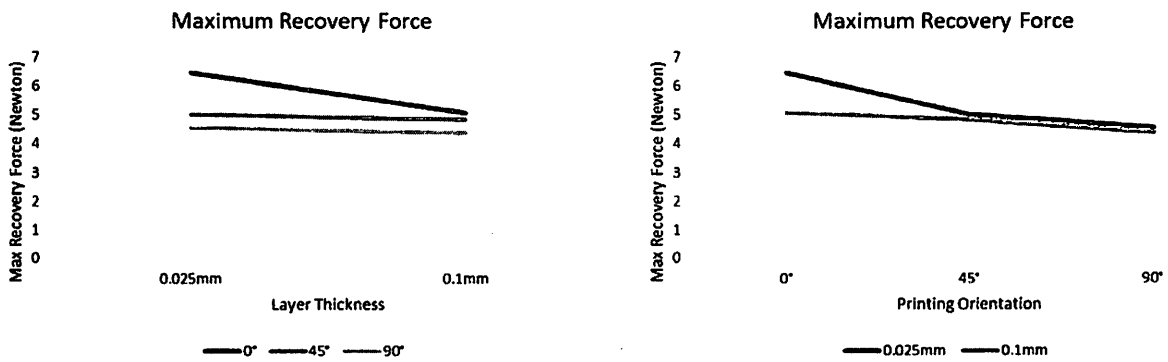 Maximum Recovery Force
Max Recovery Force (Newton)
7
6
5
4
3
2
1
0
0.025mm 0.1mm
Layer Thickness
0° 45° 90°
Maximum Recovery Force
Max Recovery Force (Newton)
7
6
5
4
3
2
1
0
0° 45° 90°
Printing Orientation
0.025mm 0.1mm